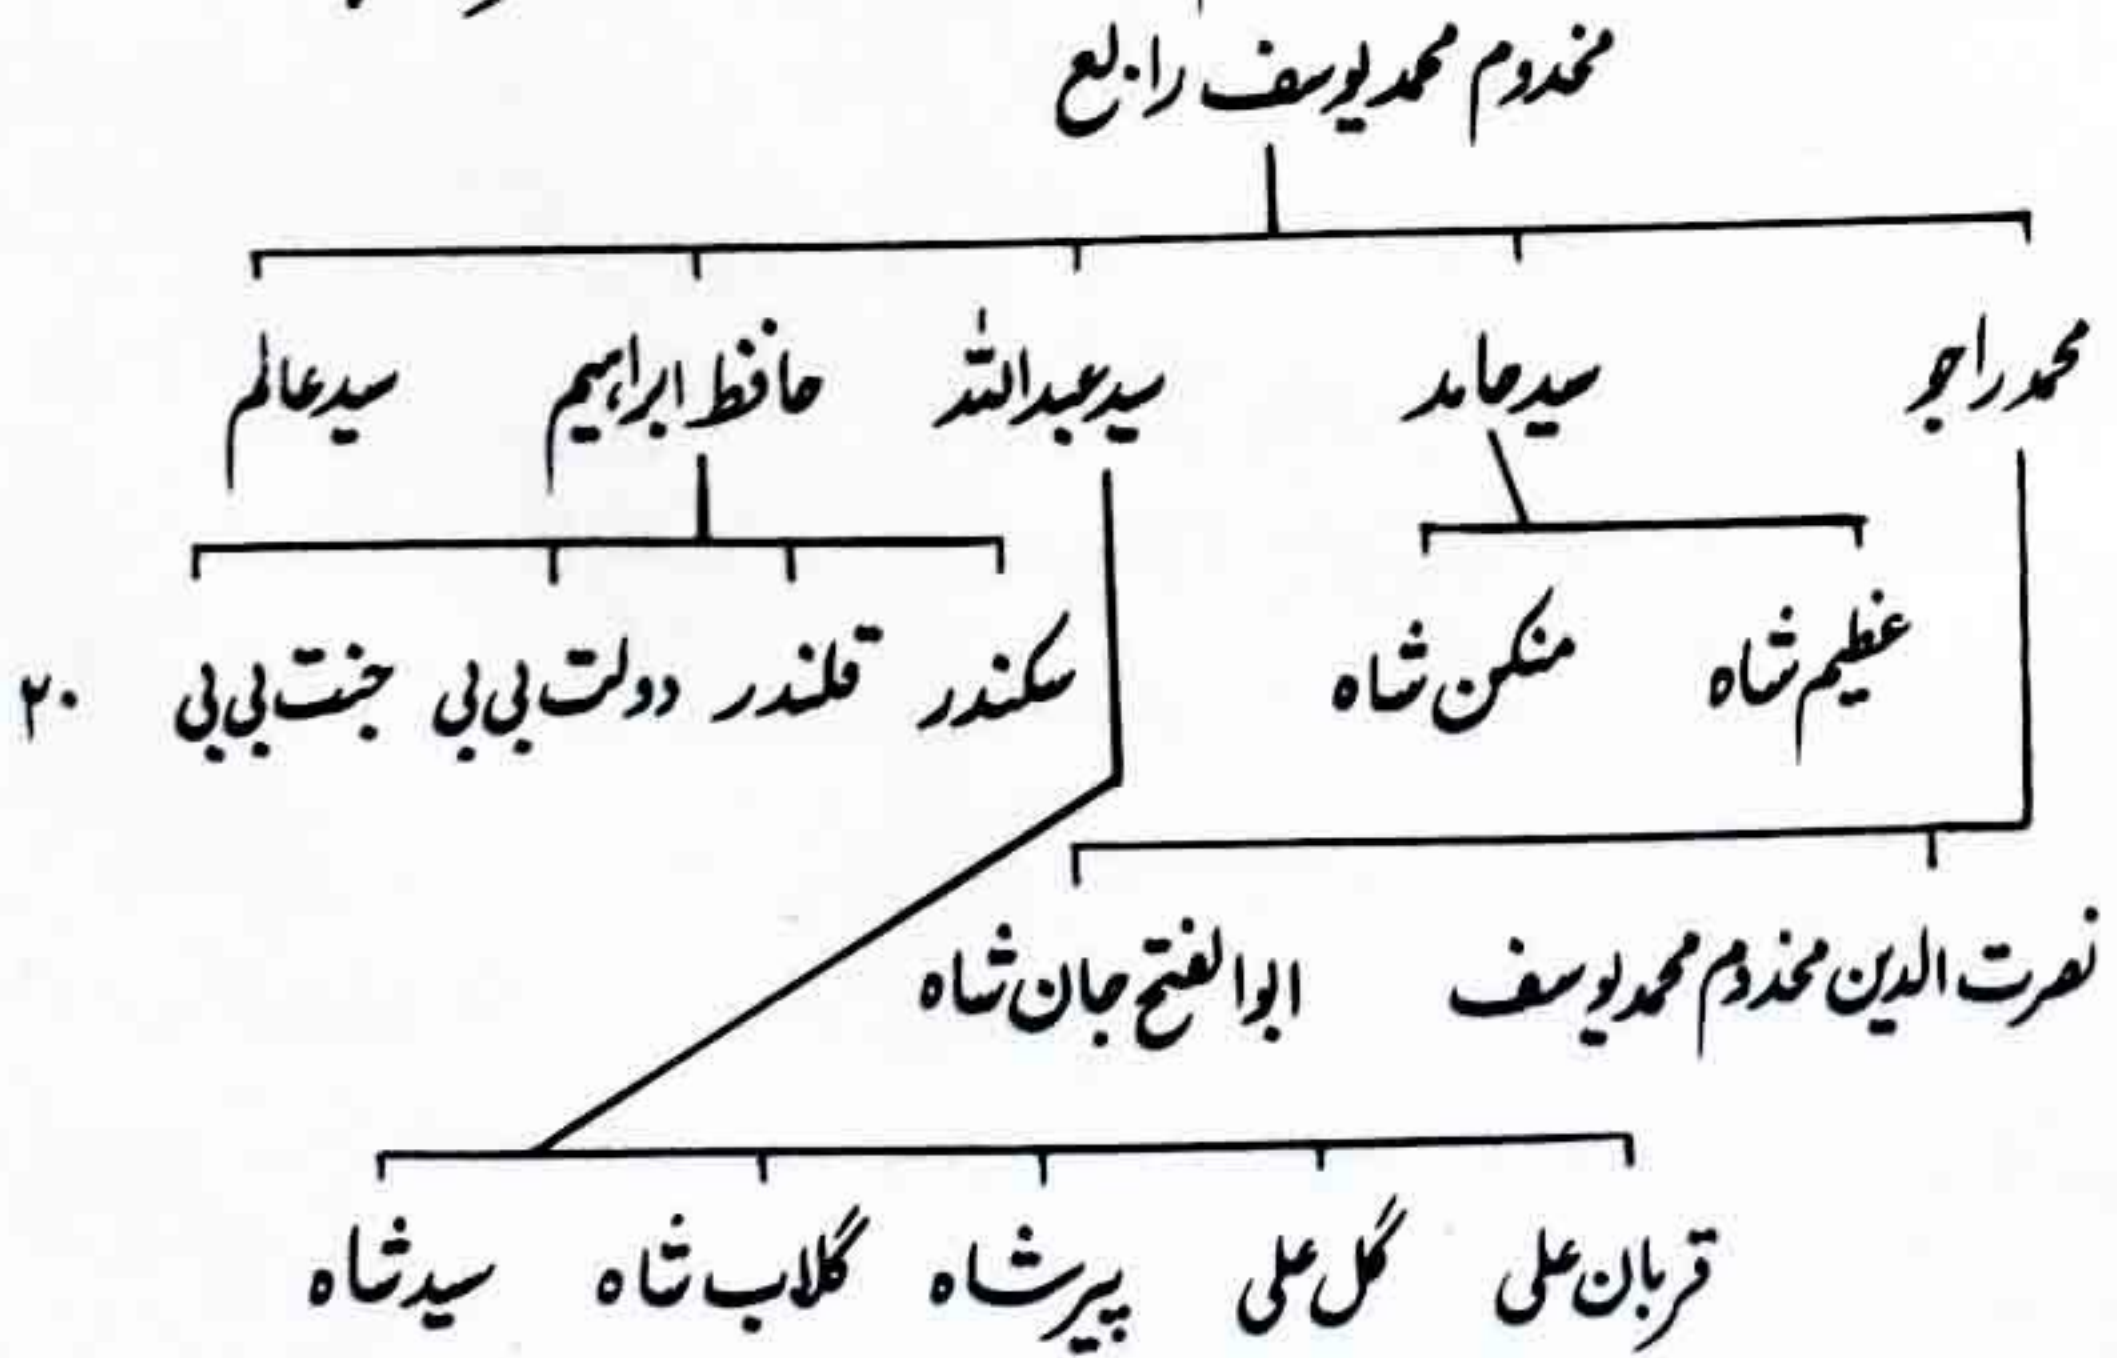 مخدوم محمد یوسف رابع
محمد راجو سید حامد سید عبداللہ حافظ ابراہیم سید عالم
عظیم شاہ منکن شاہ سکندر قلندر دولت بی بی جنت بی بی ۲۰
نصرت الدین مخدوم محمد یوسف ابوالفتح جان شاہ
قربان علی گل علی پیر شاہ گلاب شاہ سید شاہ